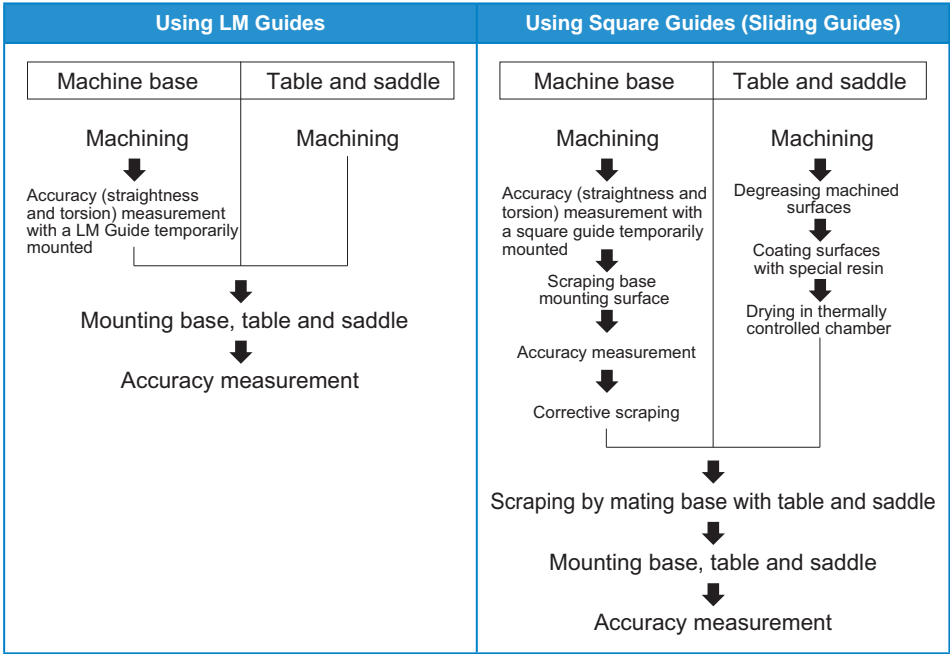 Using LM Guides
Machine base
Table and saddle
Machining
Machining
Accuracy (straightness
and torsion) measurement
with a LM Guide temporarily
mounted
Mounting base, table and saddle
Accuracy measurement
Using Square Guides (Sliding Guides)
Machine base
Table and saddle
Machining
Accuracy (straightness and
torsion) measurement with
a square guide temporarily
mounted
Scraping base
mounting surface
Accuracy measurement
Corrective scraping
Machining
Degreasing machined
surfaces
Coating surfaces
with special resin
Drying in thermally
controlled chamber
Scraping by mating base with table and saddle
Mounting base, table and saddle
Accuracy measurement